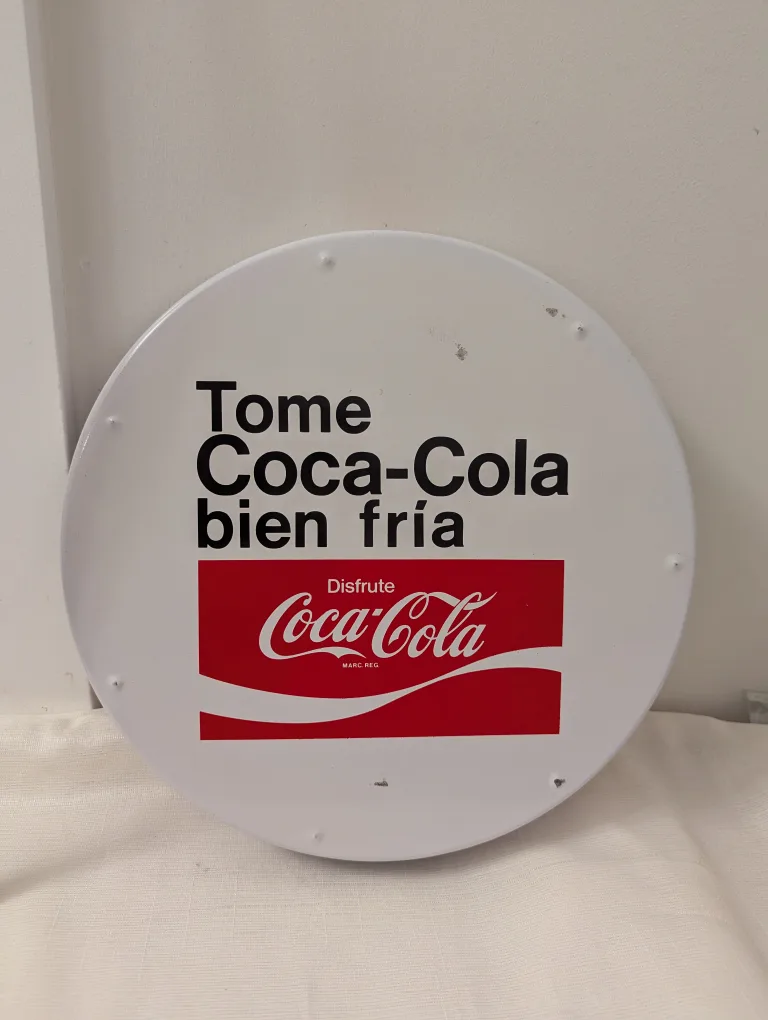 Tome
Coca-Cola
bien fría
Disfrute
Coca-Cola
MARC. REG.